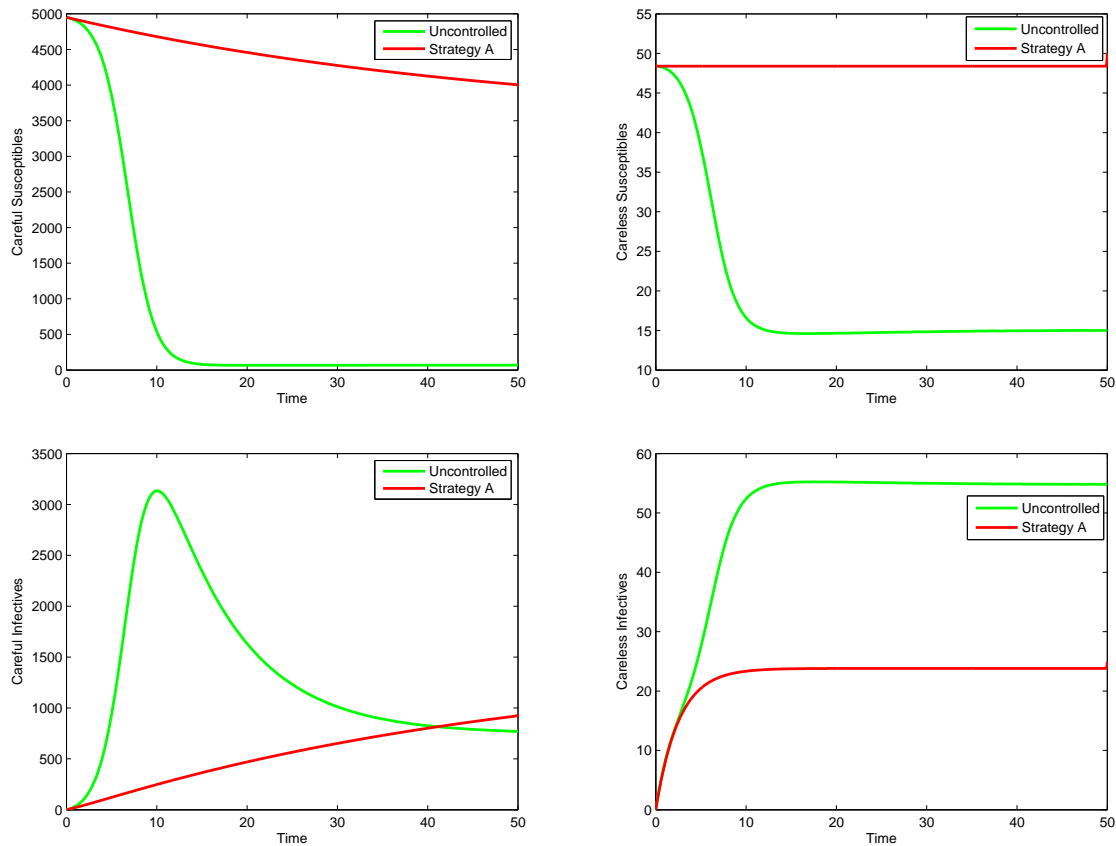 5000
4500
4000
3500
3000
2500
2000
1500
1000
500
0
Careful Susceptibles
Uncontrolled
Strategy A
0 10 20 30 40 50
Time
55
50
45
40
35
30
25
20
15
10
Careless Susceptibles
Uncontrolled
Strategy A
0 10 20 30 40 50
Time
3500
3000
2500
2000
1500
1000
500
0
Careful Infectives
Uncontrolled
Strategy A
0 10 20 30 40 50
Time
60
50
40
30
20
10
0
Careless Infectives
Uncontrolled
Strategy A
0 10 20 30 40 50
Time